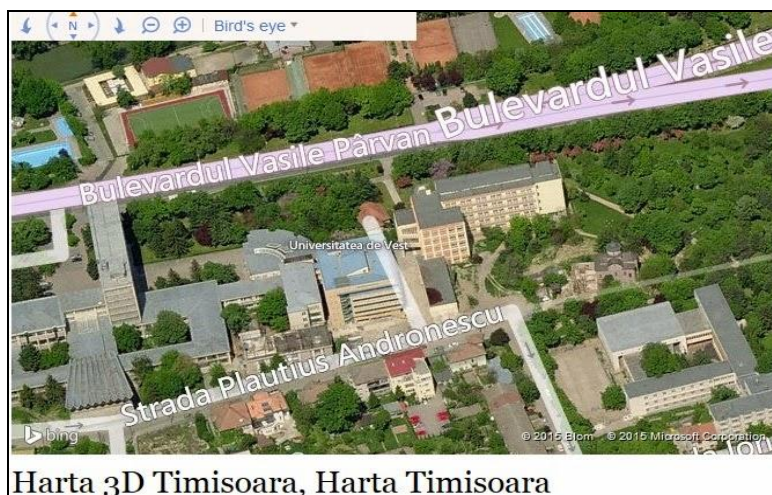 N
Bird's eye
Bulevardul Vasile
Bulevardul Vasile Pârvan
Universitatea de Vest
Strada Plautius Andronescu
bing
© 2015 Blom © 2015 Microsoft Corporation
Harta 3D Timisoara, Harta Timisoara